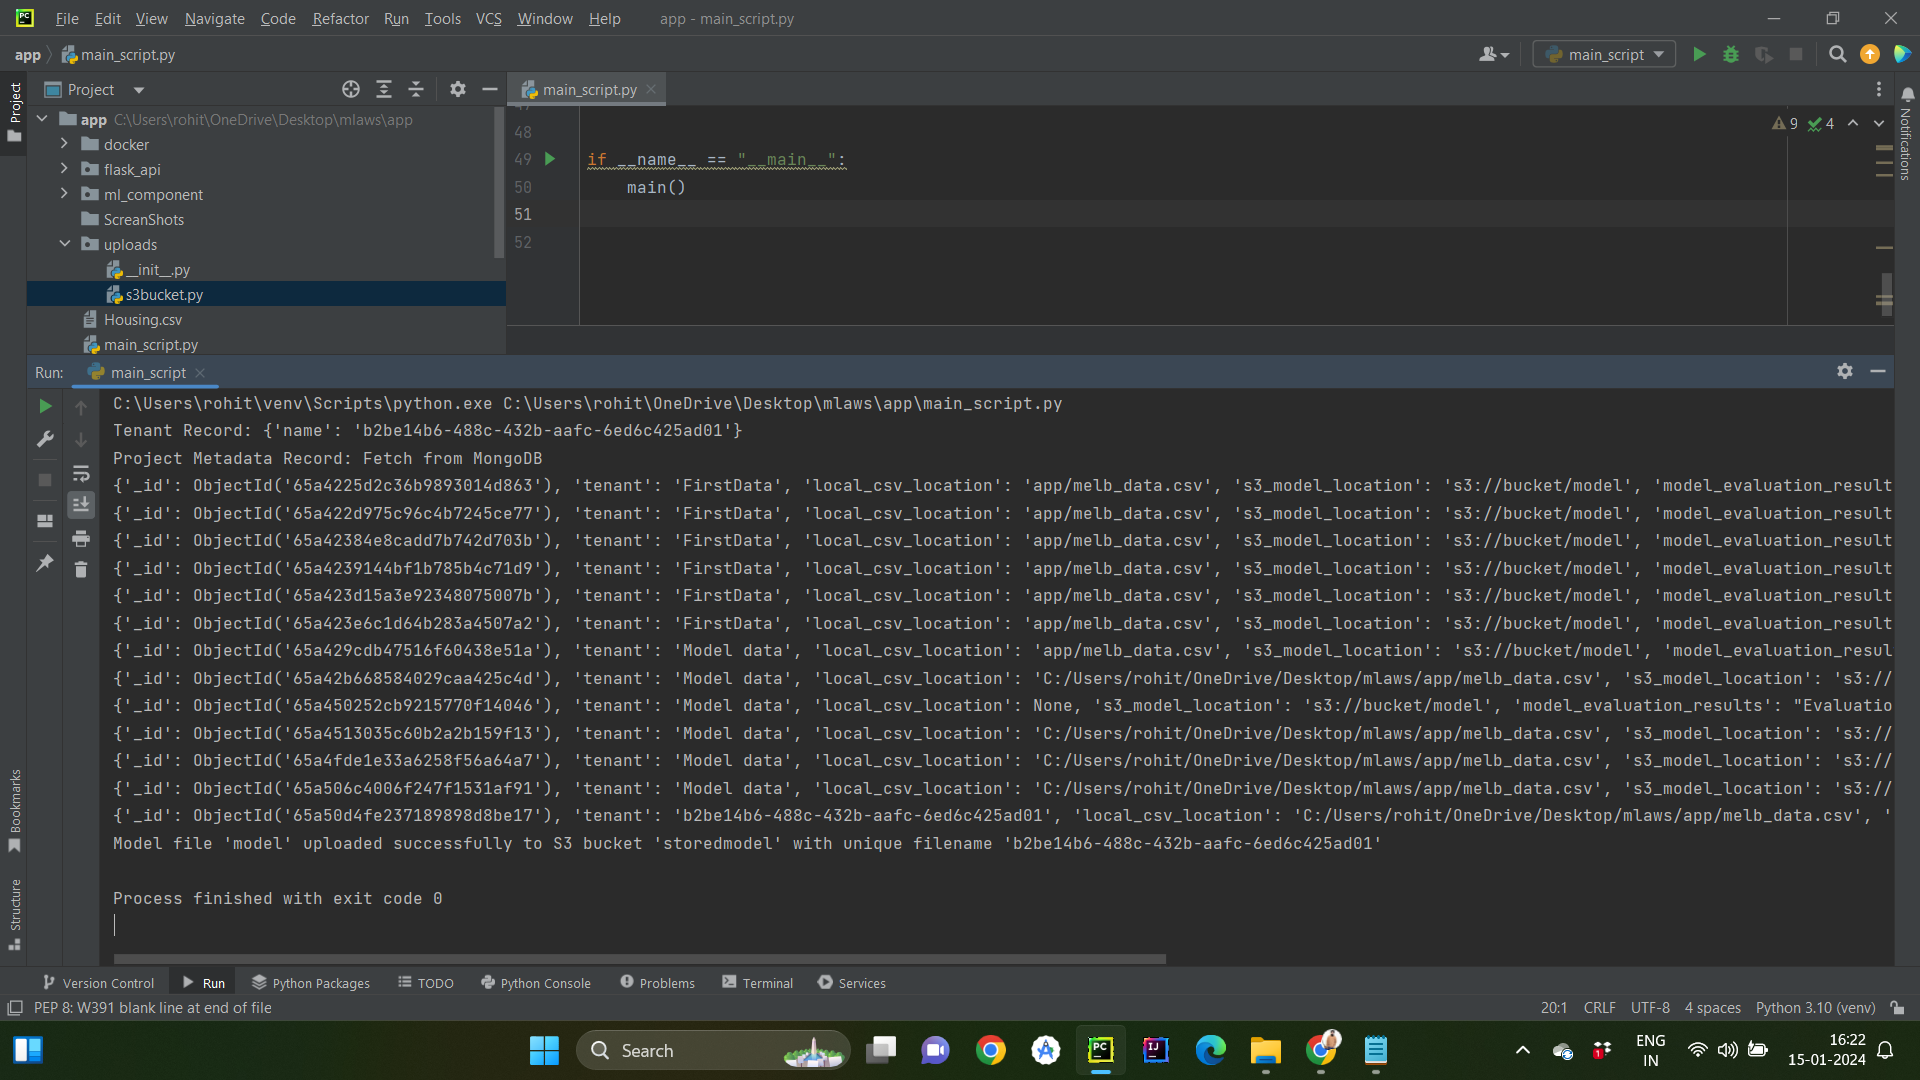 File Edit View Navigate Code Refactor Run Tools VCS Window Help app - main_script.py
app main_script.py main_script
Project
Project
main_script.py
app C:\Users\rohit\OneDrive\Desktop\mlaws\app
docker
flask_api
ml_component
ScreanShots
uploads
__init__.py
s3bucket.py
Housing.csv
main_script.py
48
49 if __name__ == "__main__":
50 main()
51
52
9 4
Notifications
Run: main_script
C:\Users\rohit\venv\Scripts\python.exe C:\Users\rohit\OneDrive\Desktop\mlaws\app\main_script.py
Tenant Record: {'name': 'b2be14b6-488c-432b-aafc-6ed6c425ad01'}
Project Metadata Record: Fetch from MongoDB
{'_id': ObjectId('65a4225d2c36b9893014d863'), 'tenant': 'FirstData', 'local_csv_location': 'app/melb_data.csv', 's3_model_location': 's3://bucket/model', 'model_evaluation_result
{'_id': ObjectId('65a422d975c96c4b7245ce77'), 'tenant': 'FirstData', 'local_csv_location': 'app/melb_data.csv', 's3_model_location': 's3://bucket/model', 'model_evaluation_result
{'_id': ObjectId('65a42384e8cadd7b742d703b'), 'tenant': 'FirstData', 'local_csv_location': 'app/melb_data.csv', 's3_model_location': 's3://bucket/model', 'model_evaluation_result
{'_id': ObjectId('65a4239144bf1b785b4c71d9'), 'tenant': 'FirstData', 'local_csv_location': 'app/melb_data.csv', 's3_model_location': 's3://bucket/model', 'model_evaluation_result
{'_id': ObjectId('65a423d15a3e92348075007b'), 'tenant': 'FirstData', 'local_csv_location': 'app/melb_data.csv', 's3_model_location': 's3://bucket/model', 'model_evaluation_result
{'_id': ObjectId('65a423e6c1d64b283a4507a2'), 'tenant': 'FirstData', 'local_csv_location': 'app/melb_data.csv', 's3_model_location': 's3://bucket/model', 'model_evaluation_result
{'_id': ObjectId('65a429cdb47516f60438e51a'), 'tenant': 'Model data', 'local_csv_location': 'app/melb_data.csv', 's3_model_location': 's3://bucket/model', 'model_evaluation_resul
{'_id': ObjectId('65a42b668584029caa425c4d'), 'tenant': 'Model data', 'local_csv_location': 'C:/Users/rohit/OneDrive/Desktop/mlaws/app/melb_data.csv', 's3_model_location': 's3://
{'_id': ObjectId('65a450252cb9215770f14046'), 'tenant': 'Model data', 'local_csv_location': None, 's3_model_location': 's3://bucket/model', 'model_evaluation_results': "Evaluatio
{'_id': ObjectId('65a4513035c60b2a2b159f13'), 'tenant': 'Model data', 'local_csv_location': 'C:/Users/rohit/OneDrive/Desktop/mlaws/app/melb_data.csv', 's3_model_location': 's3://
{'_id': ObjectId('65a4fde1e33a6258f56a64a7'), 'tenant': 'Model data', 'local_csv_location': 'C:/Users/rohit/OneDrive/Desktop/mlaws/app/melb_data.csv', 's3_model_location': 's3://
{'_id': ObjectId('65a506c4006f247f1531af91'), 'tenant': 'Model data', 'local_csv_location': 'C:/Users/rohit/OneDrive/Desktop/mlaws/app/melb_data.csv', 's3_model_location': 's3://
{'_id': ObjectId('65a50d4fe237189898d8be17'), 'tenant': 'b2be14b6-488c-432b-aafc-6ed6c425ad01', 'local_csv_location': 'C:/Users/rohit/OneDrive/Desktop/mlaws/app/melb_data.csv', '
Model file 'model' uploaded successfully to S3 bucket 'storedmodel' with unique filename 'b2be14b6-488c-432b-aafc-6ed6c425ad01'
Process finished with exit code 0
Bookmarks
Structure
Version Control Run Python Packages TODO Python Console Problems Terminal Services
PEP 8: W391 blank line at end of file 20:1 CRLF UTF-8 4 spaces Python 3.10 (venv)
Search
ENG
IN
16:22
15-01-2024